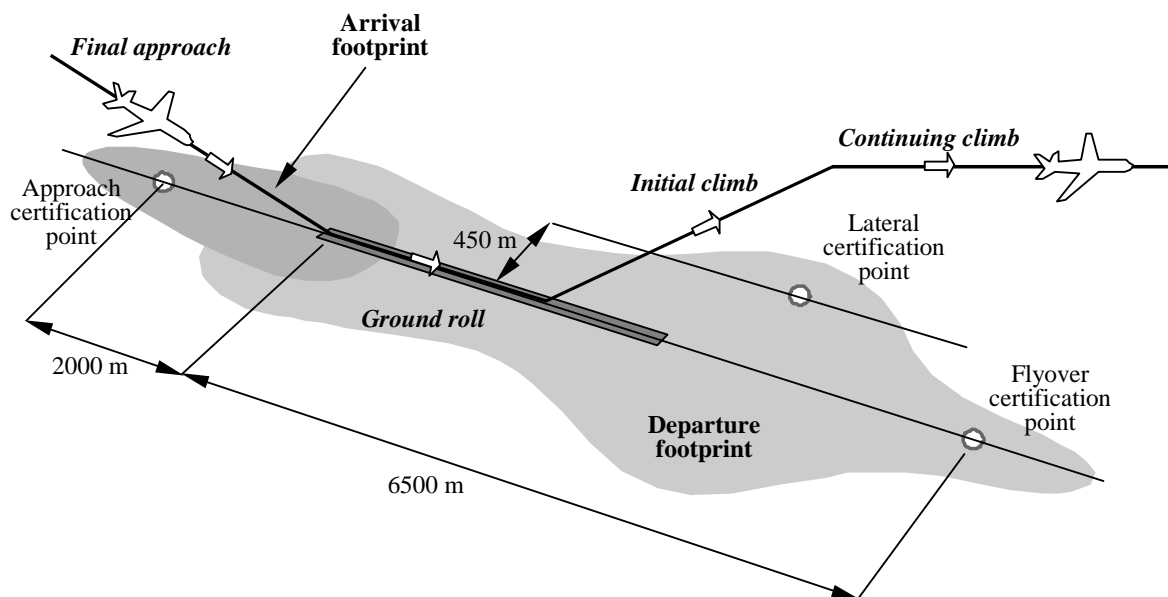 Arrival
footprint
Final approach
Continuing climb
Approach
certification
point
Initial climb
450 m
Lateral
certification
point
Ground roll
2000 m
Flyover
certification
point
Departure
footprint
6500 m